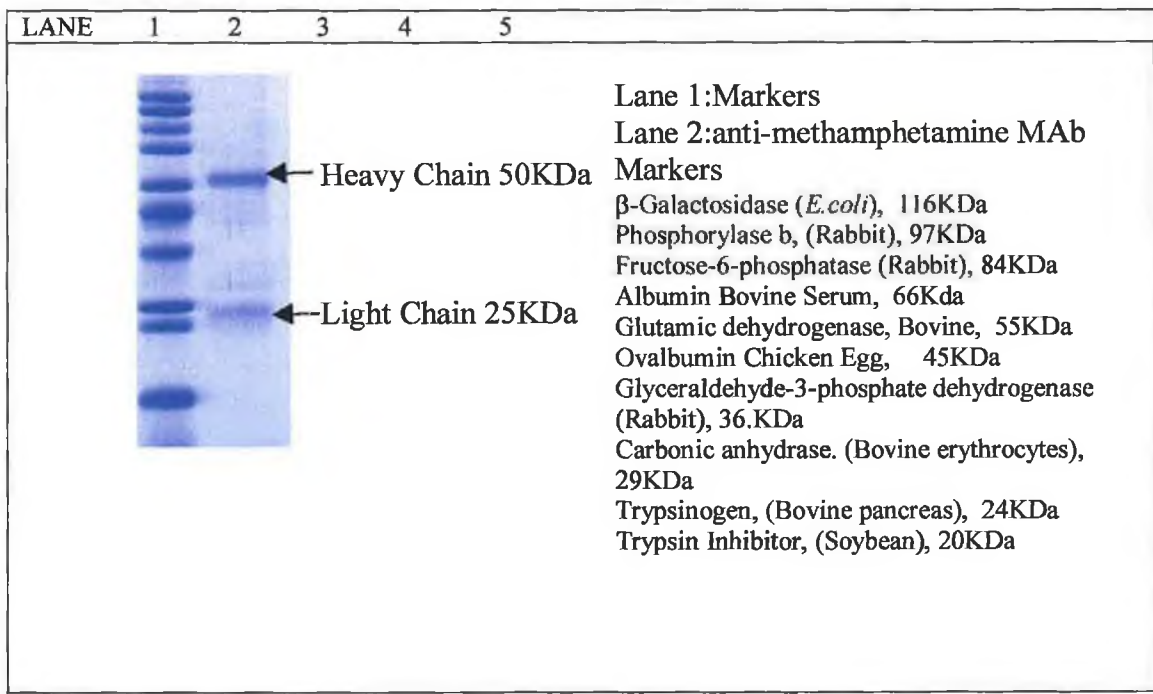 LANE 1 2 3 4 5
Heavy Chain 50KDa
Light Chain 25KDa
Lane 1:Markers
Lane 2:anti-methamphetamine MAb
Markers
β-Galactosidase (E.coli), 116KDa
Phosphorylase b, (Rabbit), 97KDa
Fructose-6-phosphatase (Rabbit), 84KDa
Albumin Bovine Serum, 66Kda
Glutamic dehydrogenase, Bovine, 55KDa
Ovalbumin Chicken Egg, 45KDa
Glyceraldehyde-3-phosphate dehydrogenase
(Rabbit), 36.KDa
Carbonic anhydrase. (Bovine erythrocytes),
29KDa
Trypsinogen, (Bovine pancreas), 24KDa
Trypsin Inhibitor, (Soybean), 20KDa